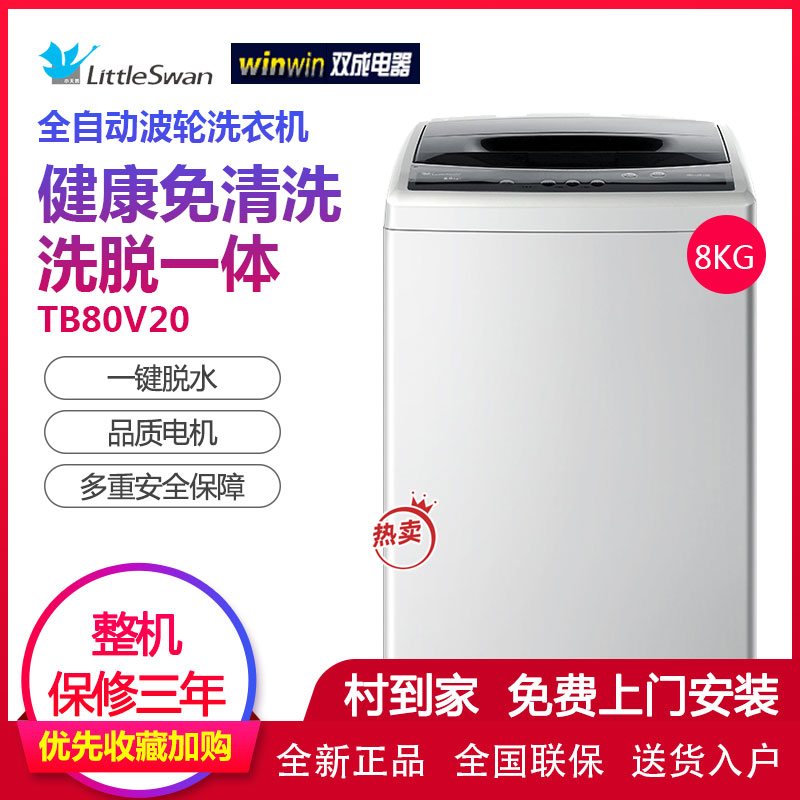 小天鹅
LittleSwan
winwin 双成电器
全自动波轮洗衣机
健康免清洗
洗脱一体
TB80V20
8KG
一键脱水
品质电机
多重安全保障
热卖
整机
保修三年
优先收藏加购
村到家 免费上门安装
全新正品 全国联保 送货入户